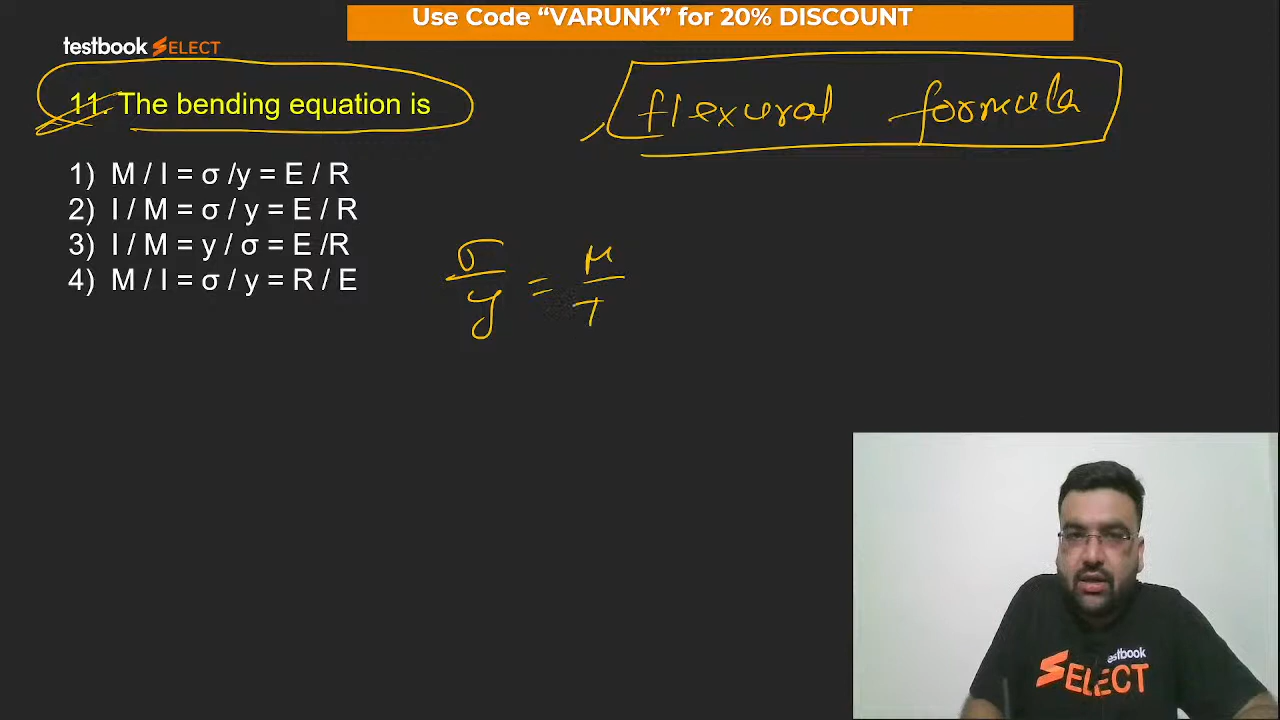 Use Code “VARUNK” for 20% DISCOUNT
testbook SELECT
11. The bending equation is
flexural formula
1) M / I = σ /y = E / R
2) I / M = σ / y = E / R
3) I / M = y / σ = E /R
4) M / I = σ / y = R / E
σ/y = M/I
estbook
SELECT